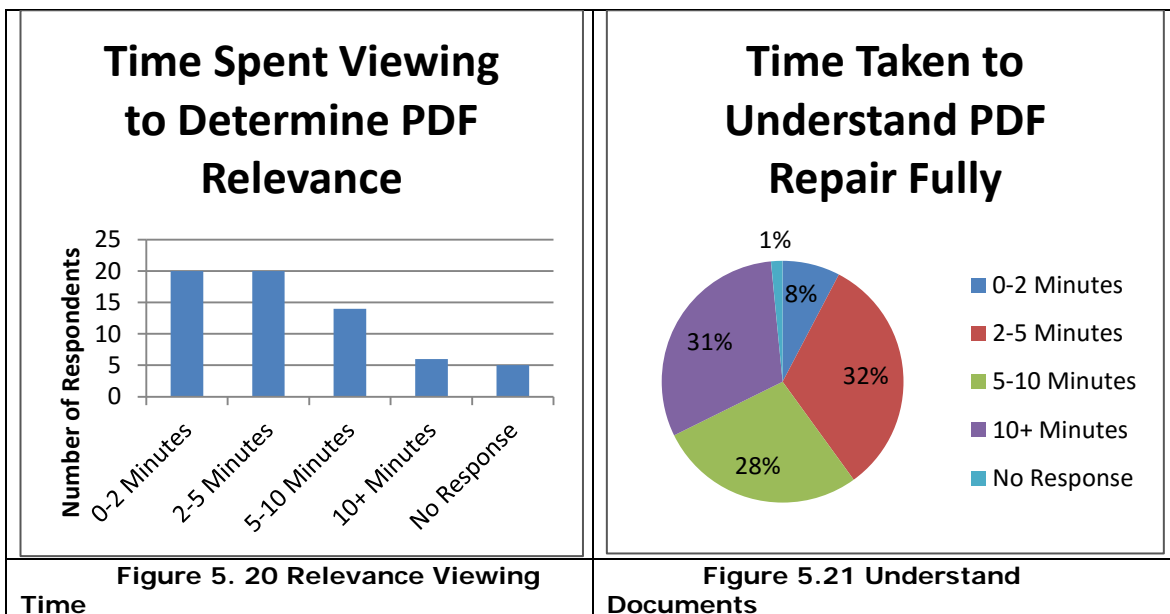 Time Spent Viewing
to Determine PDF
Relevance
Number of Respondents
25
20
15
10
5
0
0-2 Minutes
2-5 Minutes
5-10 Minutes
10+ Minutes
No Response
Figure 5. 20 Relevance Viewing
Time
Time Taken to
Understand PDF
Repair Fully
1%
8%
32%
28%
31%
0-2 Minutes
2-5 Minutes
5-10 Minutes
10+ Minutes
No Response
Figure 5.21 Understand
Documents